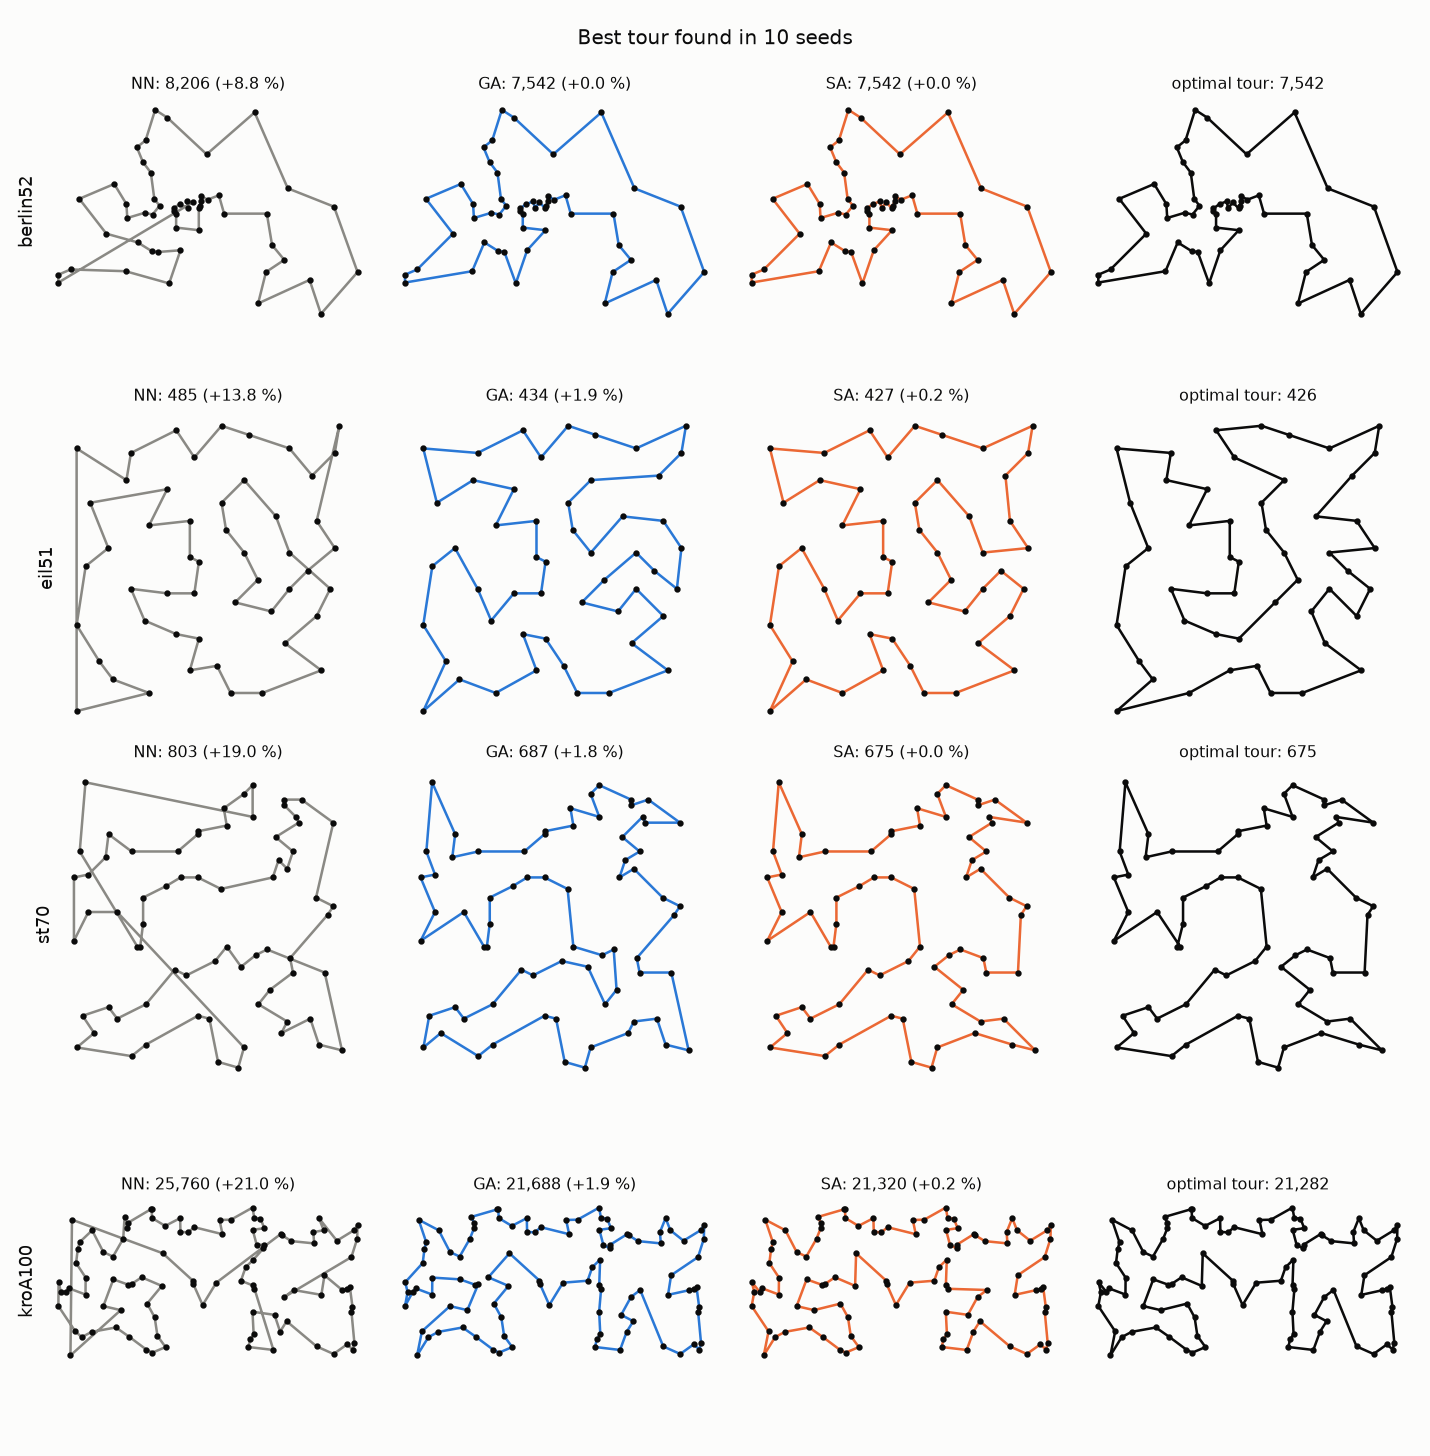 Best tour found in 10 seeds
NN: 8,206 (+8.8 %)
GA: 7,542 (+0.0 %)
SA: 7,542 (+0.0 %)
optimal tour: 7,542
berlin52
NN: 485 (+13.8 %)
GA: 434 (+1.9 %)
SA: 427 (+0.2 %)
optimal tour: 426
eil51
NN: 803 (+19.0 %)
GA: 687 (+1.8 %)
SA: 675 (+0.0 %)
optimal tour: 675
st70
NN: 25,760 (+21.0 %)
GA: 21,688 (+1.9 %)
SA: 21,320 (+0.2 %)
optimal tour: 21,282
kroA100